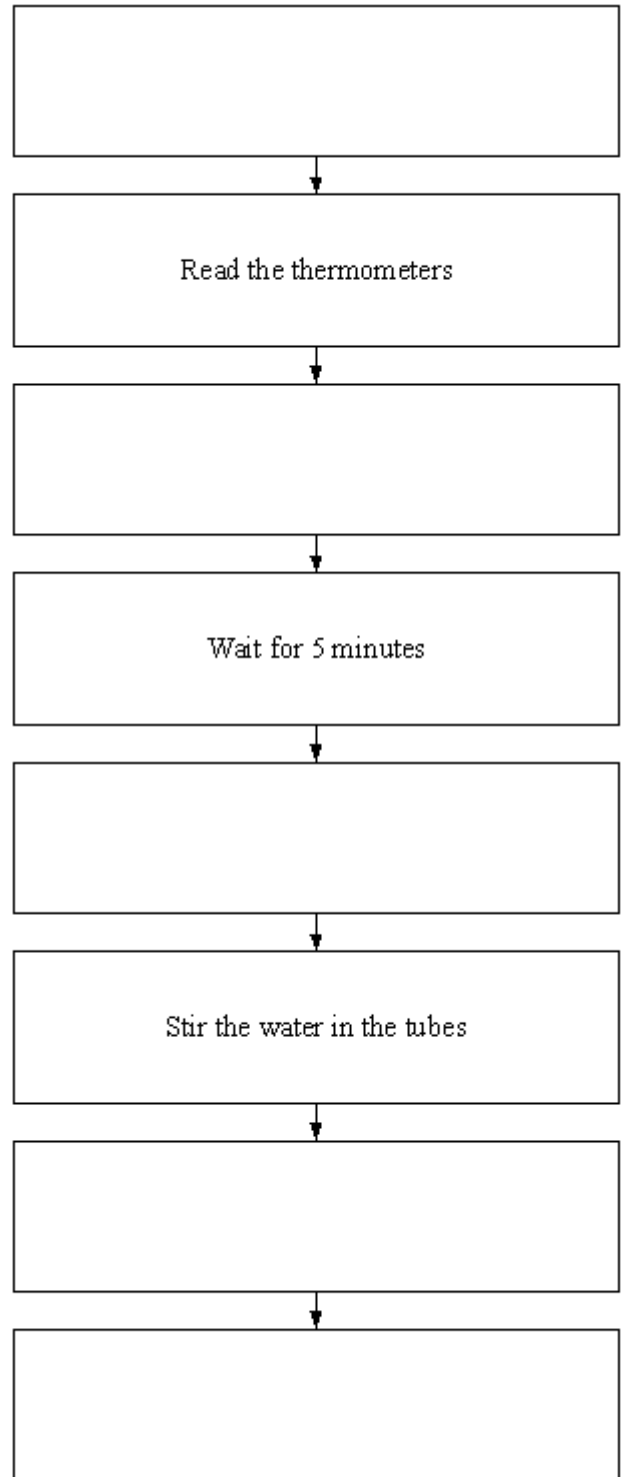 Read the thermometers
Wait for 5 minutes
Stir the water in the tubes